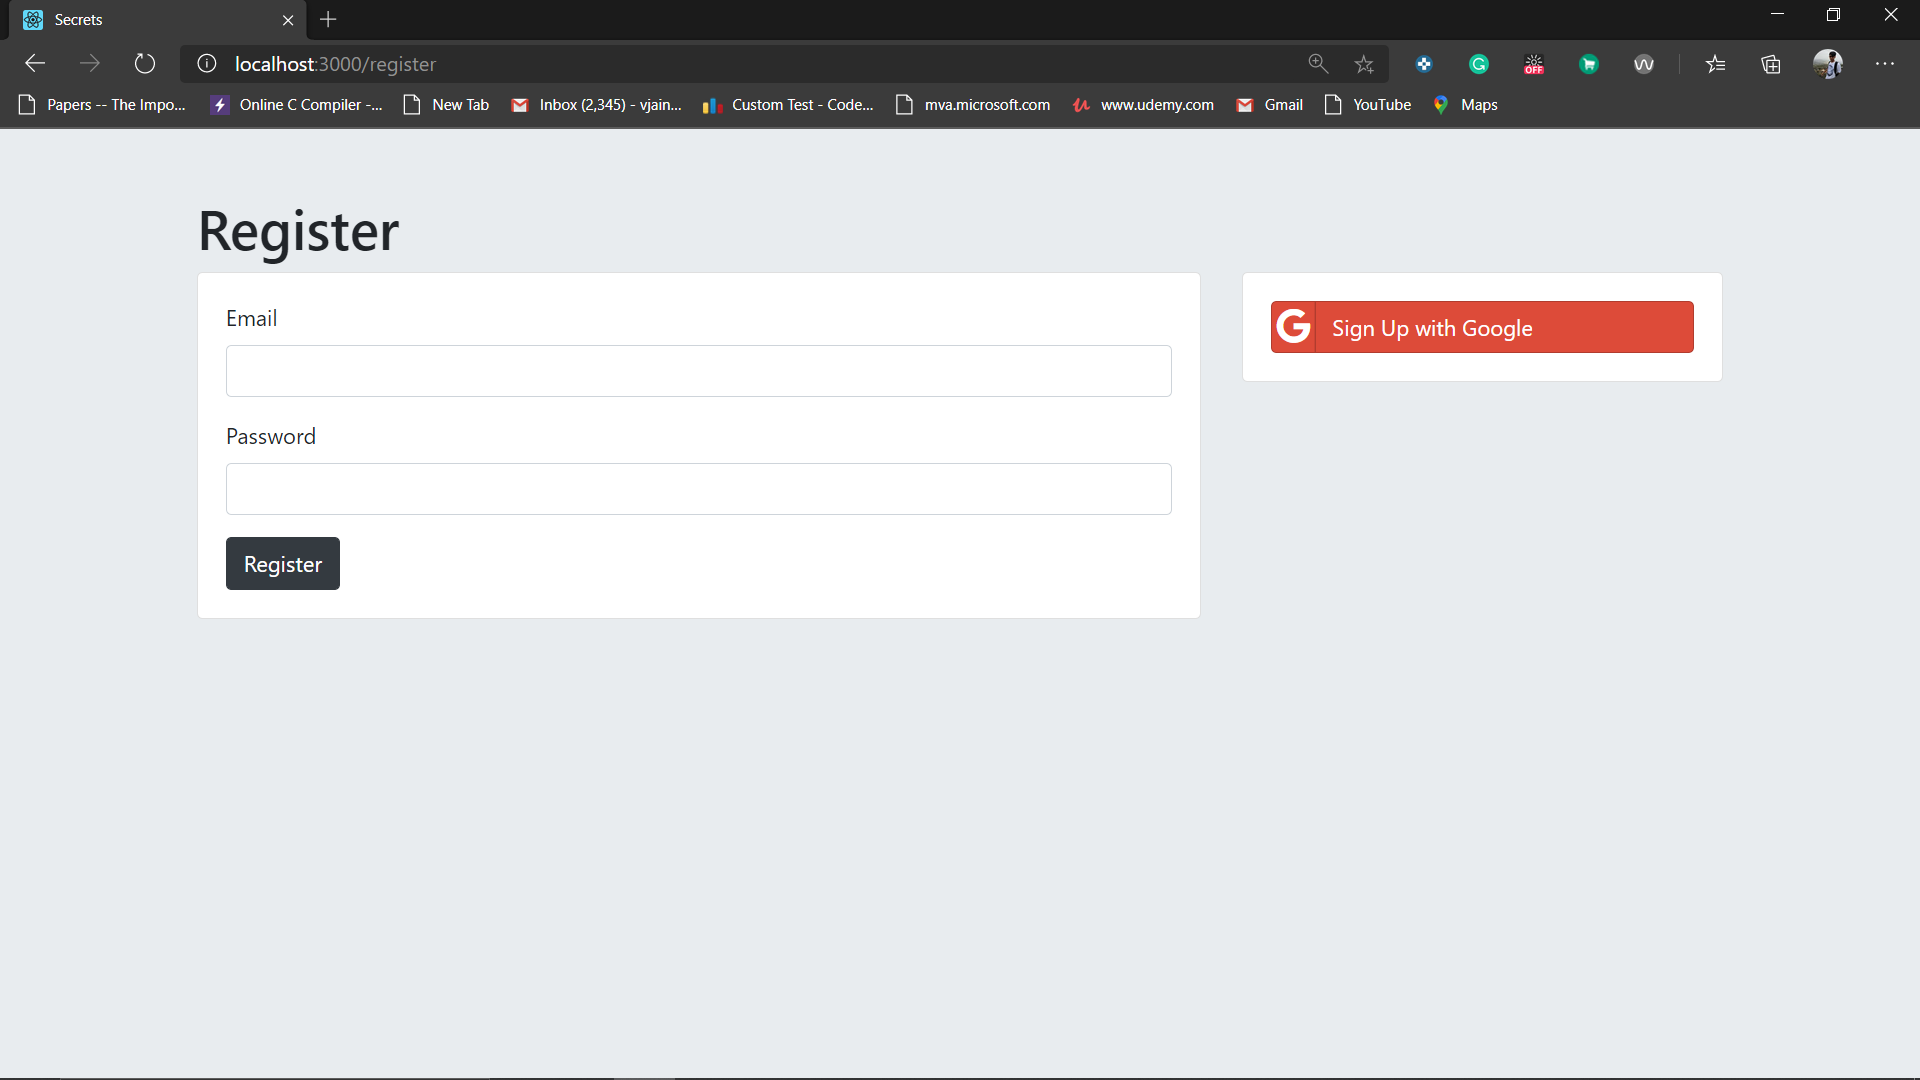 Secrets
localhost:3000/register
OFF
Papers -- The Impo...
Online C Compiler -...
New Tab
Inbox (2,345) - vjain...
Custom Test - Code...
mva.microsoft.com
www.udemy.com
Gmail
YouTube
Maps
Register
Email
Sign Up with Google
Password
Register